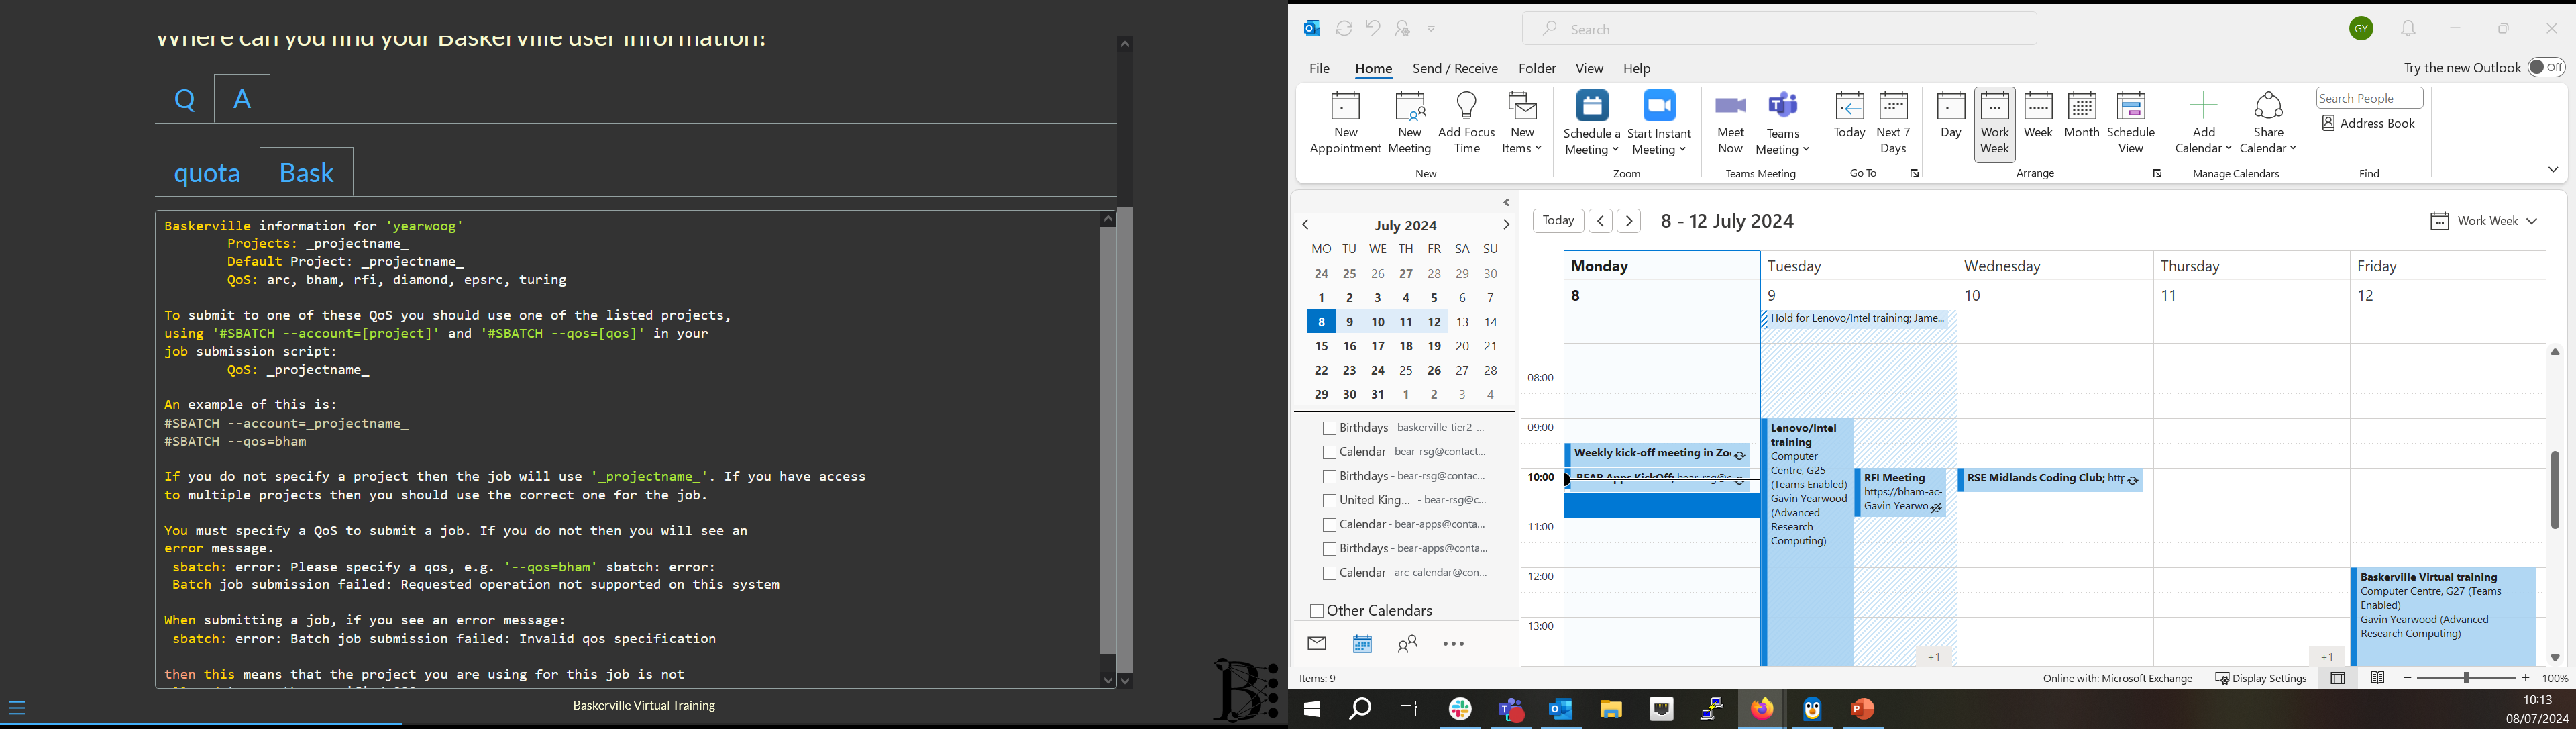 Where can you find your Baskerville user information?
Q A
quota Bask
Baskerville information for 'yearwoog'
Projects: _projectname_
Default Project: _projectname_
QoS: arc, bham, rfi, diamond, epsrc, turing
To submit to one of these QoS you should use one of the listed projects,
using '#SBATCH --account=[project]' and '#SBATCH --qos=[qos]' in your
job submission script:
QoS: _projectname_
An example of this is:
#SBATCH --account=_projectname_
#SBATCH --qos=bham
If you do not specify a project then the job will use '_projectname_'. If you have access
to multiple projects then you should use the correct one for the job.
You must specify a QoS to submit a job. If you do not then you will see an
error message.
sbatch: error: Please specify a qos, e.g. '--qos=bham' sbatch: error:
Batch job submission failed: Requested operation not supported on this system
When submitting a job, if you see an error message:
sbatch: error: Batch job submission failed: Invalid qos specification
then this means that the project you are using for this job is not
Baskerville Virtual Training
Search
GY
File Home Send / Receive Folder View Help
Try the new Outlook Off
New Appointment
New Meeting
Add Focus Time
New Items
New
Schedule a Meeting
Start Instant Meeting
Zoom
Meet Now
Teams Meeting
Teams Meeting
Today
Next 7 Days
Go To
Day
Work Week
Week
Month
Schedule View
Arrange
Add Calendar
Share Calendar
Manage Calendars
Search People
Address Book
Find
July 2024
MO TU WE TH FR SA SU
24 25 26 27 28 29 30
1 2 3 4 5 6 7
8 9 10 11 12 13 14
15 16 17 18 19 20 21
22 23 24 25 26 27 28
29 30 31 1 2 3 4
Birthdays - baskerville-tier2-...
Calendar - bear-rsg@contact...
Birthdays - bear-rsg@contac...
United King... - bear-rsg@c...
Calendar - bear-apps@conta...
Birthdays - bear-apps@conta...
Calendar - arc-calendar@con...
Other Calendars
Items: 9
Today 8 - 12 July 2024
Work Week
Monday Tuesday Wednesday Thursday Friday
8 9 10 11 12
Hold for Lenovo/Intel training; Jame...
08:00
09:00
10:00
11:00
12:00
13:00
Weekly kick-off meeting in Zo
BEAR Apps KickOff; bear-rsg@c
Lenovo/Intel
training
Computer
Centre, G25
(Teams Enabled)
Gavin Yearwood
(Advanced
Research
Computing)
RFI Meeting
https://bham-ac-
Gavin Yearwo
+1
RSE Midlands Coding Club; http
Baskerville Virtual training
Computer Centre, G27 (Teams
Enabled)
Gavin Yearwood (Advanced
Research Computing)
+1
Online with: Microsoft Exchange
Display Settings
100%
10:13
08/07/2024